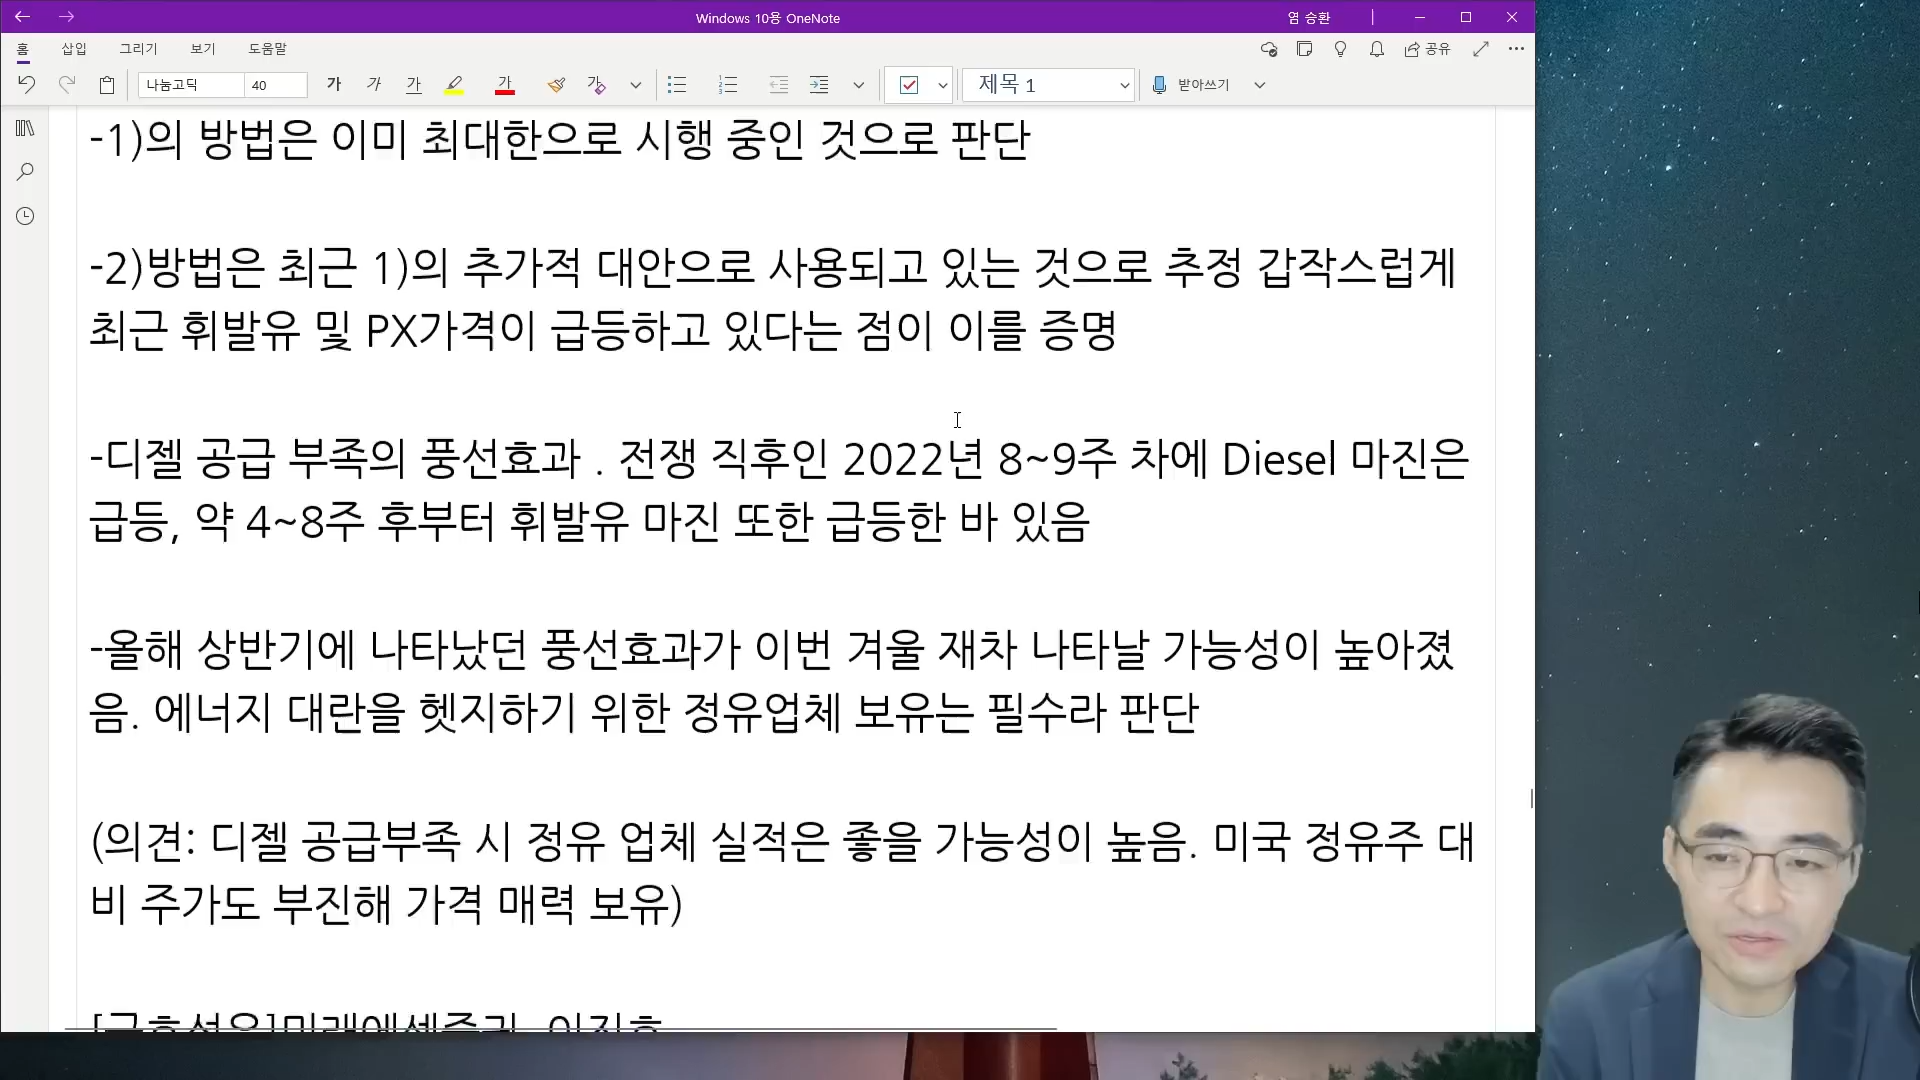 Windows 10용 OneNote
염 승환
홈 삽입 그리기 보기 도움말 공유
나눔고딕 40 가 가 가 가 제목 1 받아쓰기
-1)의 방법은 이미 최대한으로 시행 중인 것으로 판단
-2)방법은 최근 1)의 추가적 대안으로 사용되고 있는 것으로 추정 갑작스럽게
최근 휘발유 및 PX가격이 급등하고 있다는 점이 이를 증명
-디젤 공급 부족의 풍선효과 . 전쟁 직후인 2022년 8~9주 차에 Diesel 마진은
급등, 약 4~8주 후부터 휘발유 마진 또한 급등한 바 있음
-올해 상반기에 나타났던 풍선효과가 이번 겨울 재차 나타날 가능성이 높아졌
음. 에너지 대란을 헷지하기 위한 정유업체 보유는 필수라 판단
(의견: 디젤 공급부족 시 정유 업체 실적은 좋을 가능성이 높음. 미국 정유주 대
비 주가도 부진해 가격 매력 보유)